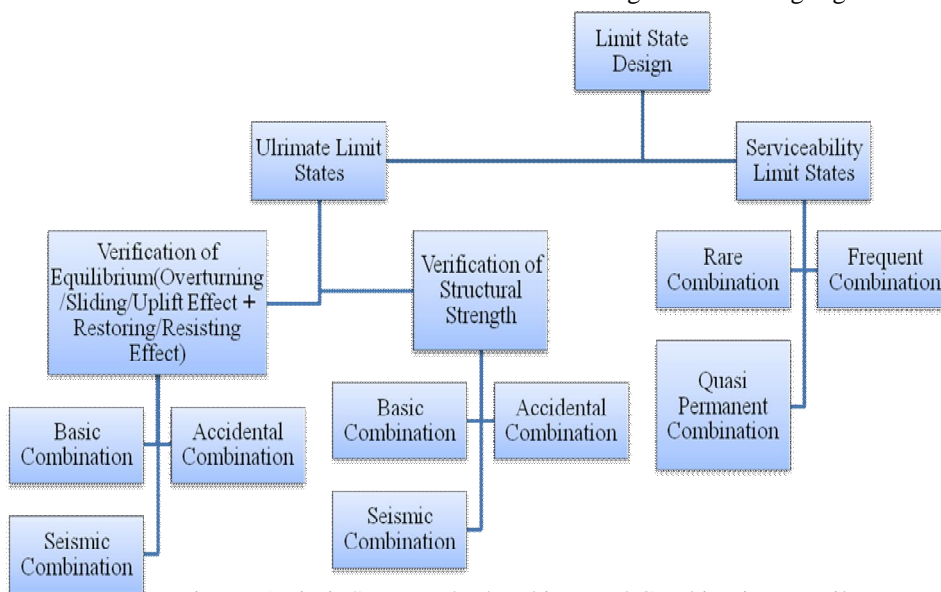 Limit State
Design
Ulrimate Limit
States
Serviceability
Limit States
Verification of
Equilibrium(Overturning
/Sliding/Uplift Effect +
Restoring/Resisting
Effect)
Verification of
Structural
Strength
Rare
Combination
Frequent
Combination
Quasi
Permanent
Combination
Basic
Combination
Accidental
Combination
Seismic
Combination
Basic
Combination
Accidental
Combination
Seismic
Combination